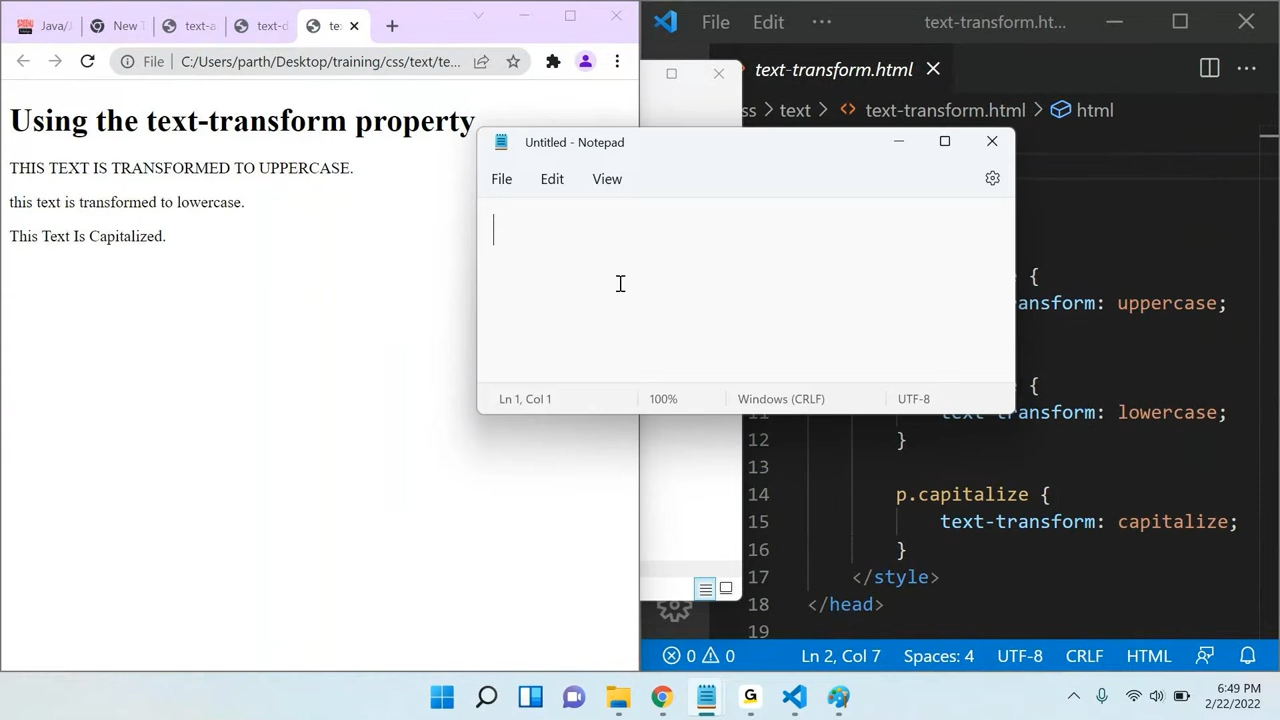 Java/
New T
text-a
text-d
te
File
C:/Users/parth/Desktop/training/css/text/te...
Using the text-transform property
THIS TEXT IS TRANSFORMED TO UPPERCASE.
this text is transformed to lowercase.
This Text Is Capitalized.
Untitled - Notepad
File Edit View
Ln 1, Col 1 100% Windows (CRLF) UTF-8
File Edit ... text-transform.ht...
text-transform.html
ss > text > text-transform.html > html
{
ransform: uppercase;
{
11 text-transform: lowercase;
12 }
13
14 p.capitalize {
15 text-transform: capitalize;
16 }
17 </style>
18 </head>
19
0 0 Ln 2, Col 7 Spaces: 4 UTF-8 CRLF HTML
G
6:49 PM
2/22/2022